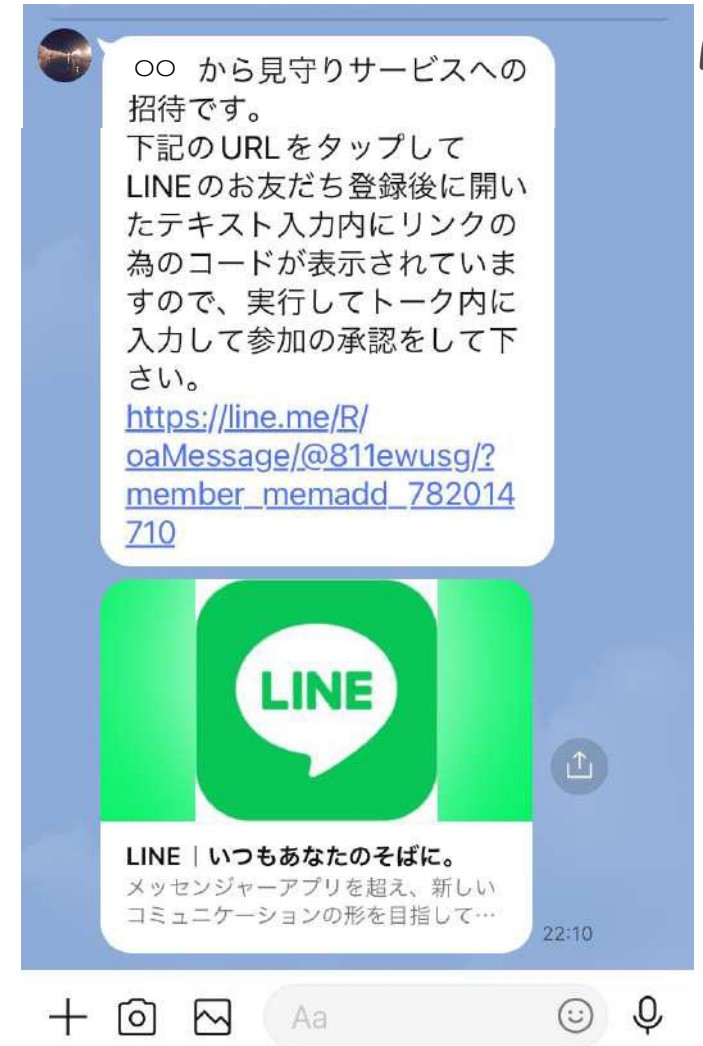 ○○ から見守りサービスへの
招待です。
下記のURLをタップして
LINEのお友だち登録後に開い
たテキスト入力内にリンクの
為のコードが表示されていま
すので、実行してトーク内に
入力して参加の承認をして下
さい。
https://line.me/R/
oaMessage/@811ewusg/?
member_memadd_782014
710
LINE
LINE｜いつもあなたのそばに。
メッセンジャーアプリを超え、新しい
コミュニケーションの形を目指して…
22:10
Aa